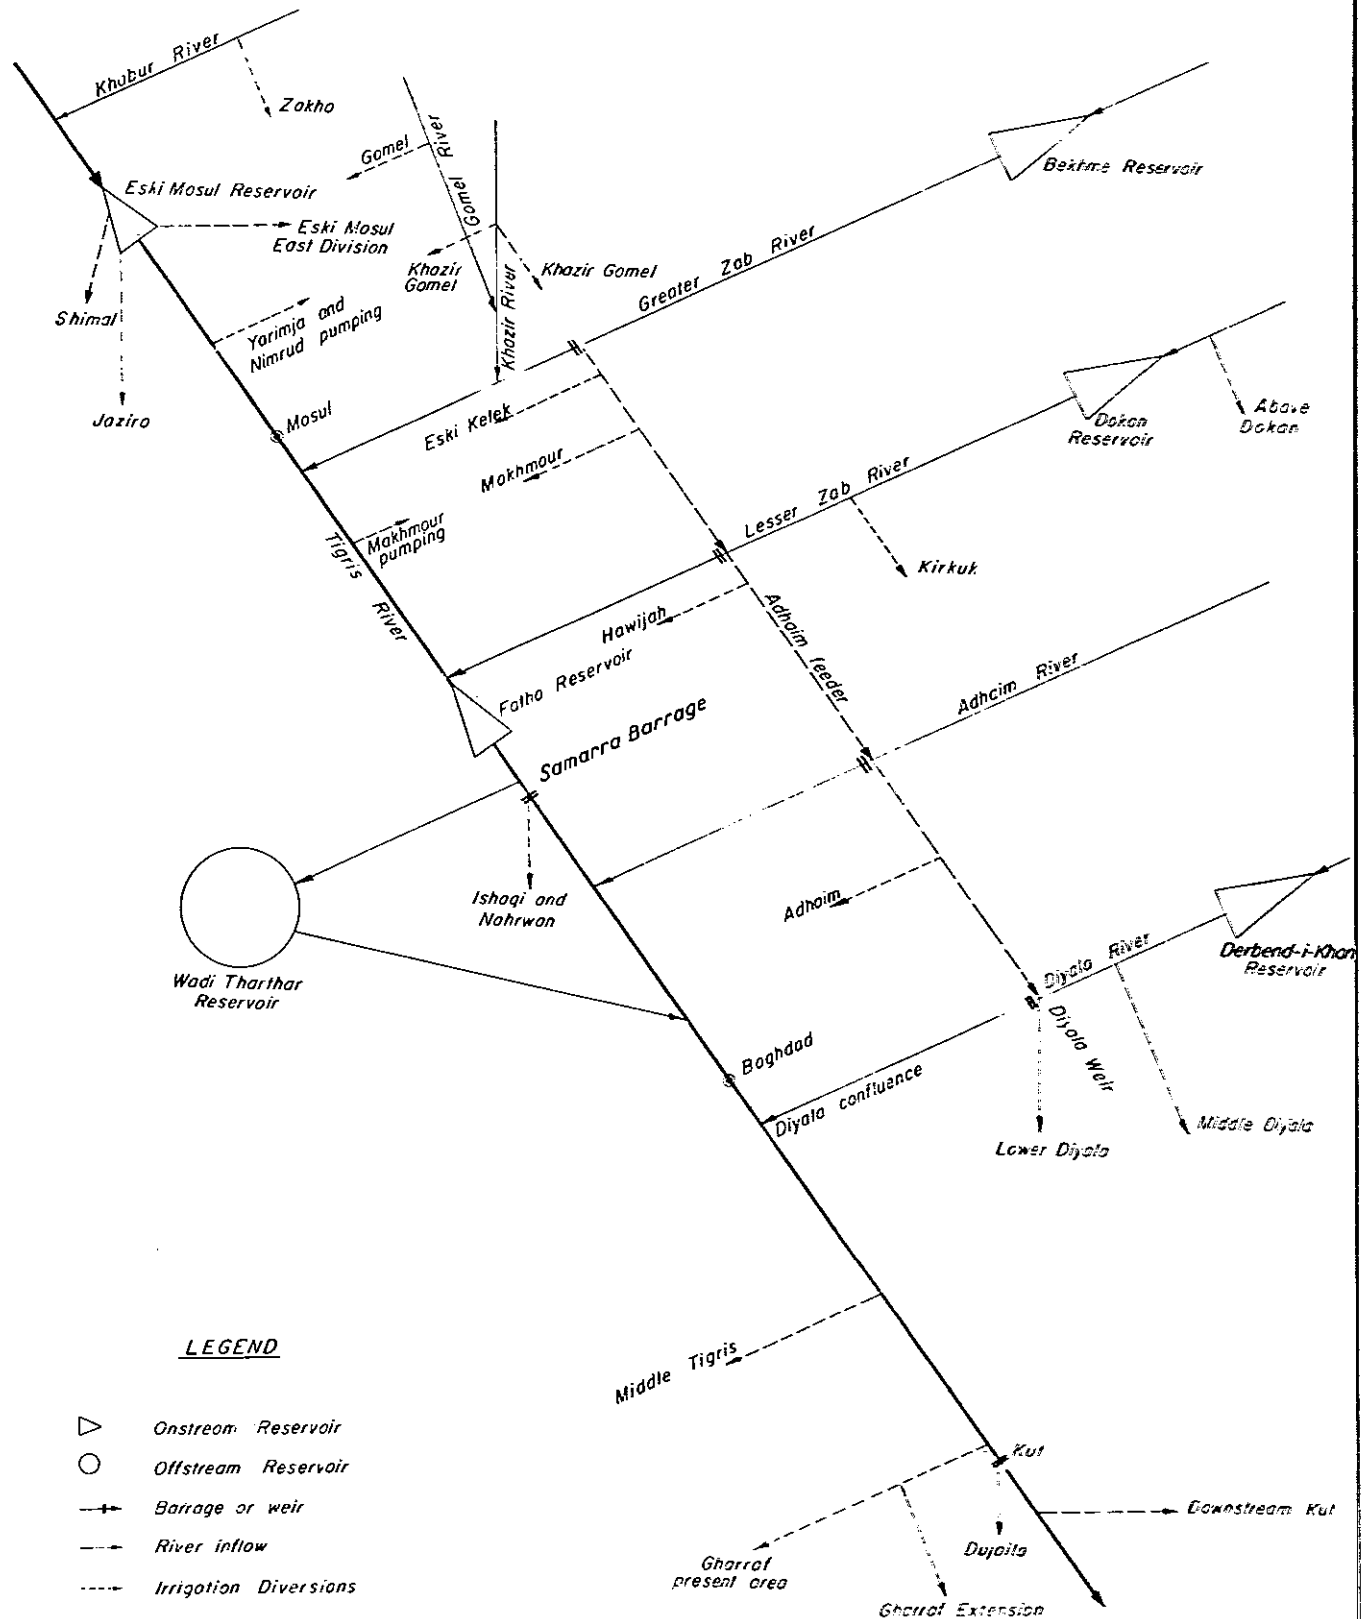 Khabur River
Zakho
Gomel
Gomel River
Eski Mosul Reservoir
Eski Mosul
East Division
Khazir
Gomel
Khazir Gomel
Khazir River
Greater Zab River
Bekhme Reservoir
Shimal
Jazira
Yarimja and
Nimrud pumping
Mosul
Eski Kelek
Makhmour
Dokan
Reservoir
Above
Dokan
Makhmour
pumping
Tigris River
Lesser Zab River
Kirkuk
Hawijah
Adhaim feeder
Fatha Reservoir
Adhaim River
Samarra Barrage
Ishaqi and
Nahrwan
Adhaim
Wadi Tharthar
Reservoir
Derbend-i-Khan
Reservoir
Diyala River
Diyala Weir
Baghdad
Diyala confluence
Lower Diyala
Middle Diyala
Middle Tigris
Kut
Downstream Kut
Dujaila
Gharraf
present area
Gharraf Extension
LEGEND
Onstream Reservoir
Offstream Reservoir
Barrage or weir
River inflow
Irrigation Diversions